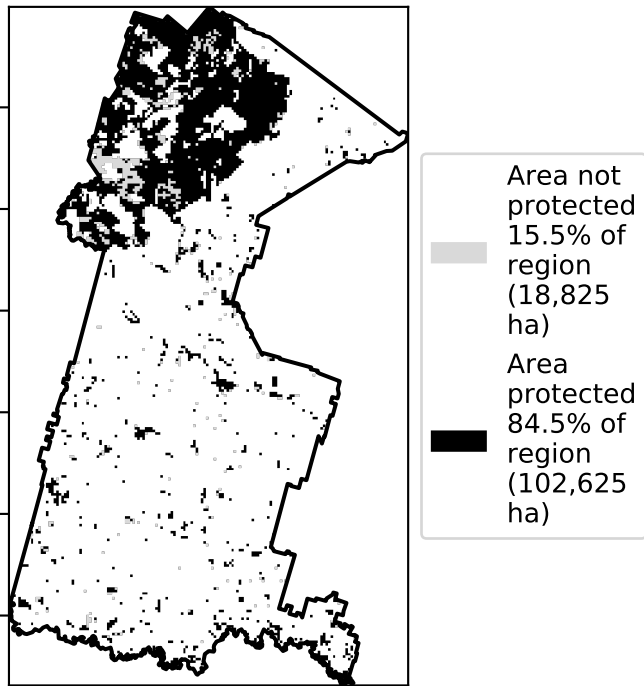 Area not
protected
15.5% of
region
(18,825
ha)
Area
protected
84.5% of
region
(102,625
ha)